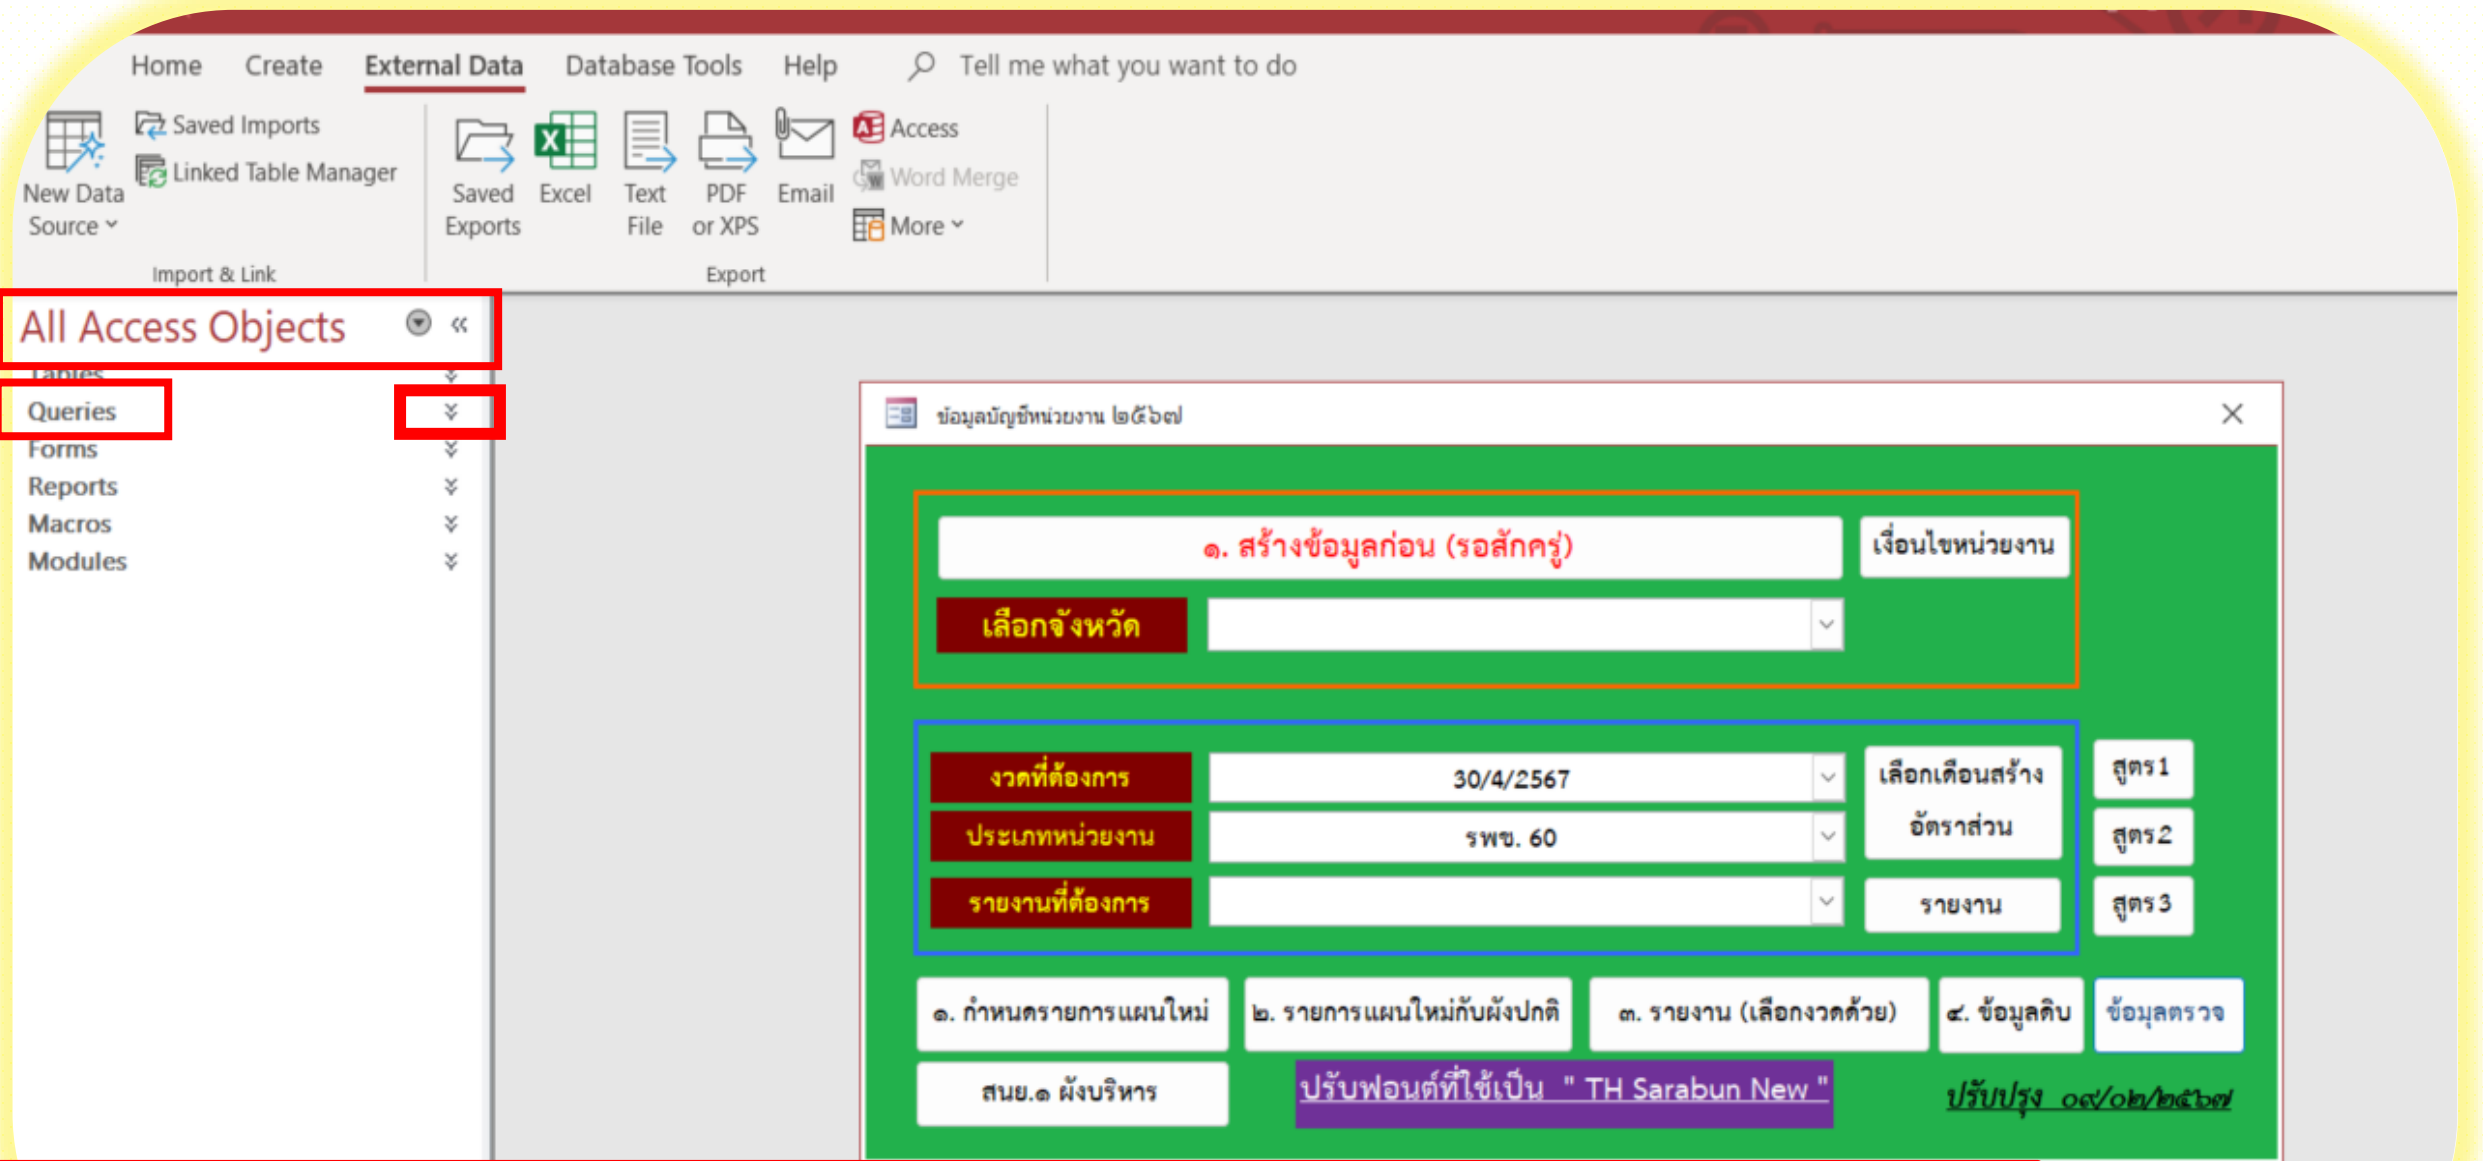 Home Create External Data Database Tools Help Tell me what you want to do
Saved Imports
Linked Table Manager
New Data
Source
Saved
Exports
Excel
Text
File
PDF
or XPS
Email
Access
Word Merge
More
Import & Link
Export
All Access Objects
Tables
Queries
Forms
Reports
Macros
Modules
ข้อมูลบัญชีหน่วยงาน ๒๕๖๗
๑. สร้างข้อมูลก่อน (รอสักครู่)
เงื่อนไขหน่วยงาน
เลือกจังหวัด
งวดที่ต้องการ
30/4/2567
เลือกเดือนสร้าง
อัตราส่วน
สูตร1
ประเภทหน่วยงาน
รพช. 60
สูตร2
รายงานที่ต้องการ
รายงาน
สูตร3
๑. กำหนดรายการแผนใหม่
๒. รายการแผนใหม่กับผังปกติ
๓. รายงาน (เลือกงวดด้วย)
๔. ข้อมูลดิบ
ข้อมุลตรวจ
สนย.๑ ผังบริหาร
ปรับฟอนต์ที่ใช้เป็น " TH Sarabun New "
ปรับปรุง ๐๙/๐๒/๒๕๖๗